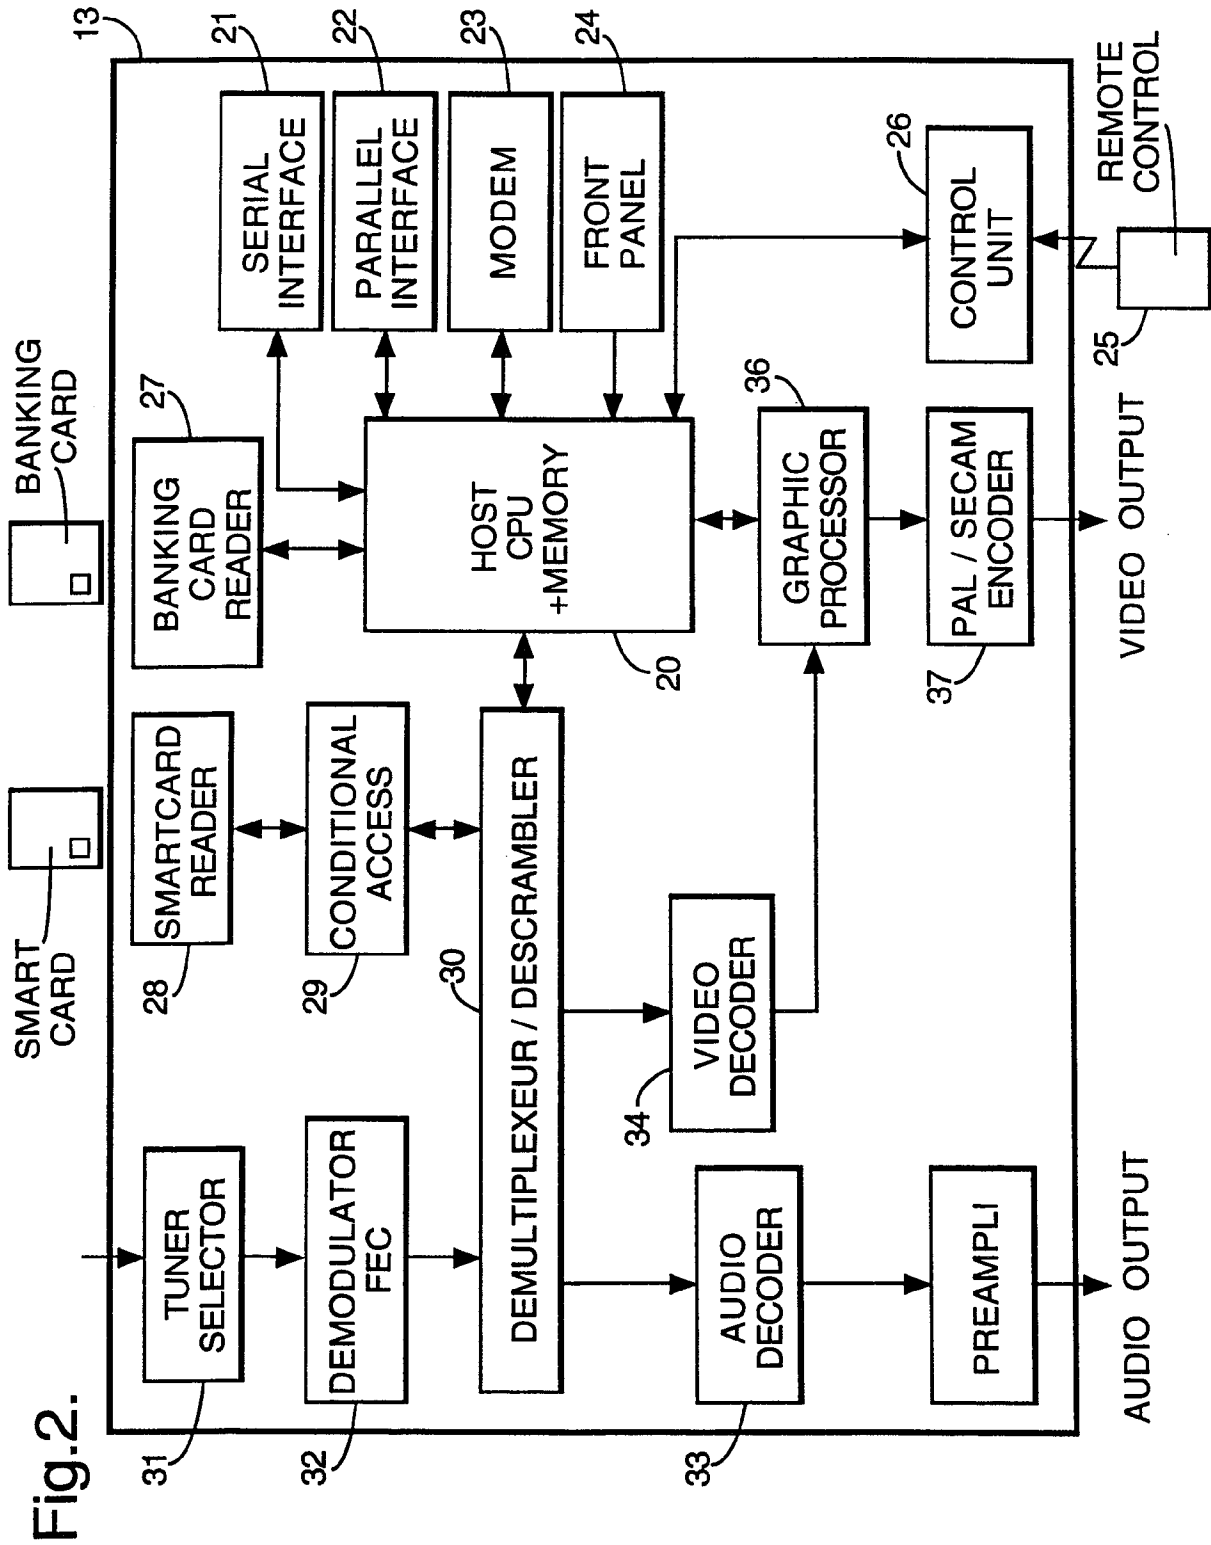 Fig.2.
SMART
CARD
BANKING
CARD
13
31
TUNER
SELECTOR
28
SMARTCARD
READER
27
BANKING
CARD
READER
21
SERIAL
INTERFACE
22
PARALLEL
INTERFACE
23
MODEM
24
FRONT
PANEL
32
DEMODULATOR
FEC
29
CONDITIONAL
ACCESS
HOST
CPU
+MEMORY
20
30
DEMULTIPLEXEUR / DESCRAMBLER
34
VIDEO
DECODER
33
AUDIO
DECODER
36
GRAPHIC
PROCESSOR
26
CONTROL
UNIT
PREAMPLI
37
PAL / SECAM
ENCODER
25
REMOTE
CONTROL
AUDIO OUTPUT
VIDEO OUTPUT